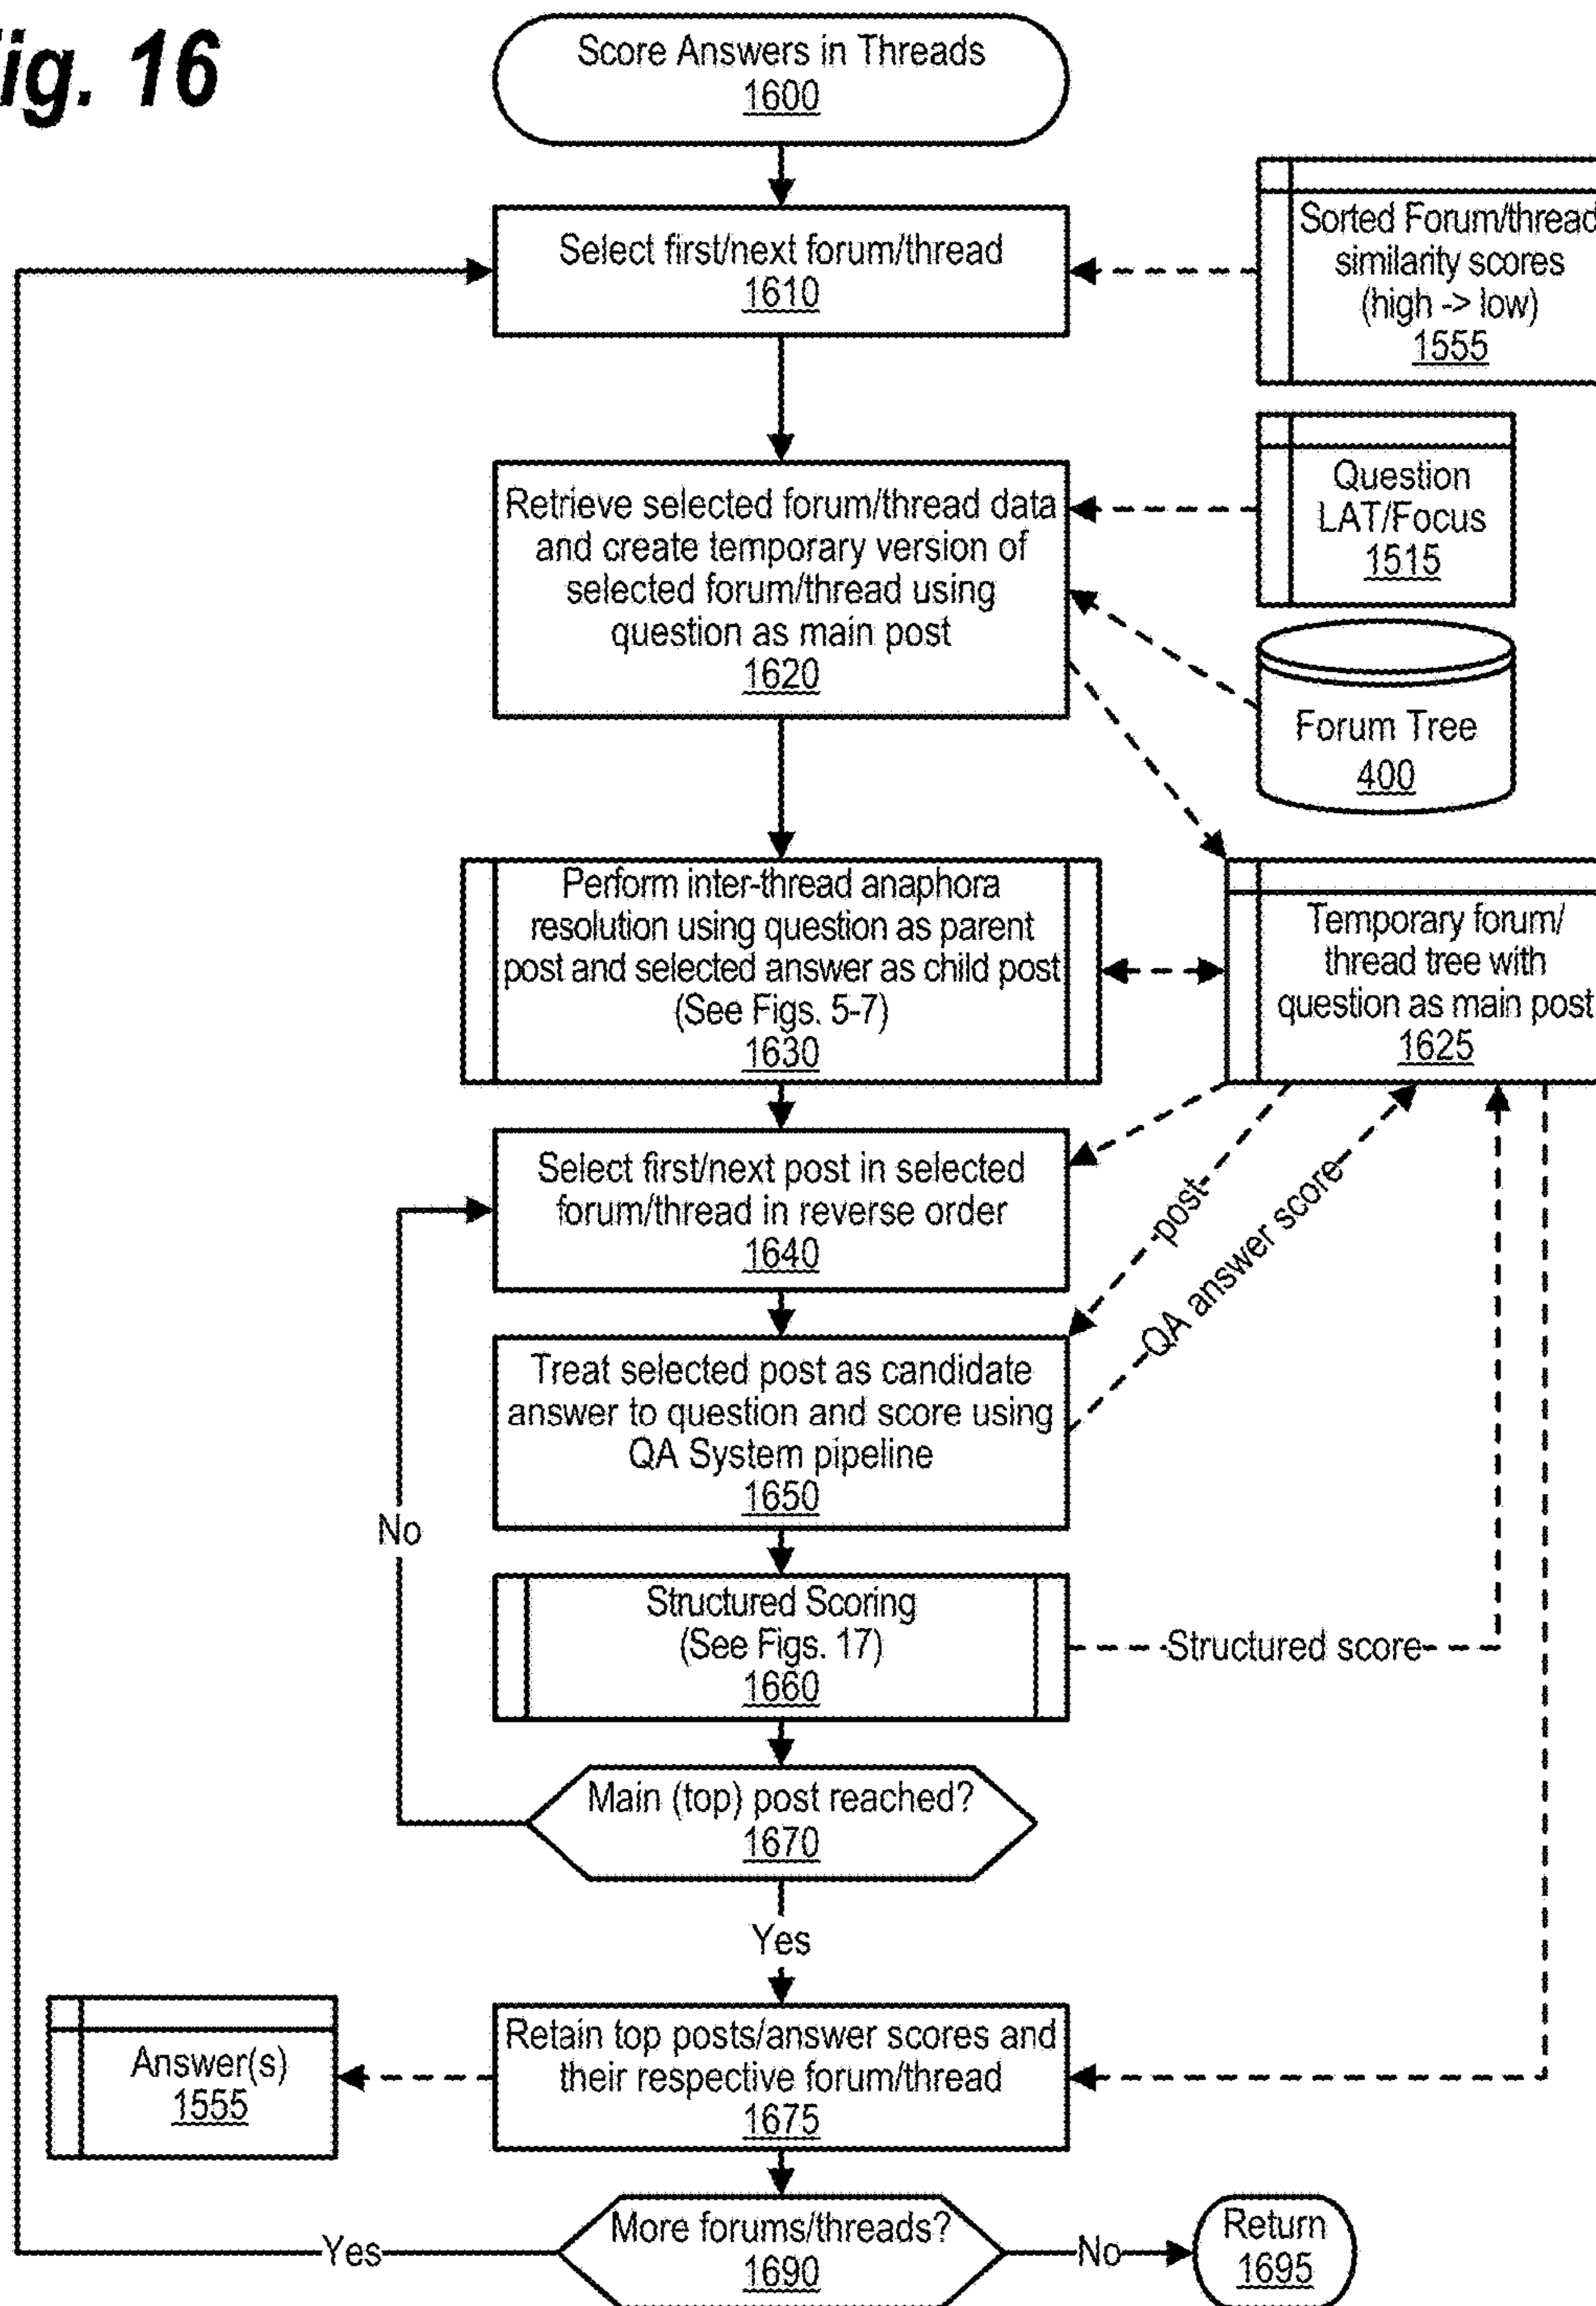 ig. 16
Score Answers in Threads
1600
Select first/next forum/thread
1610
Sorted Forum/thread
similarity scores
(high -> low)
1555
Retrieve selected forum/thread data
and create temporary version of
selected forum/thread using
question as main post
1620
Question
LAT/Focus
1515
Forum Tree
400
Perform inter-thread anaphora
resolution using question as parent
post and selected answer as child post
(See Figs. 5-7)
1630
Temporary forum/
thread tree with
question as main post
1625
Select first/next post in selected
forum/thread in reverse order
1640
post
QA answer score
Treat selected post as candidate
answer to question and score using
QA System pipeline
1650
No
Structured Scoring
(See Figs. 17)
1660
Structured score
Main (top) post reached?
1670
Yes
Retain top posts/answer scores and
their respective forum/thread
1675
Answer(s)
1555
More forums/threads?
1690
Yes
No
Return
1695